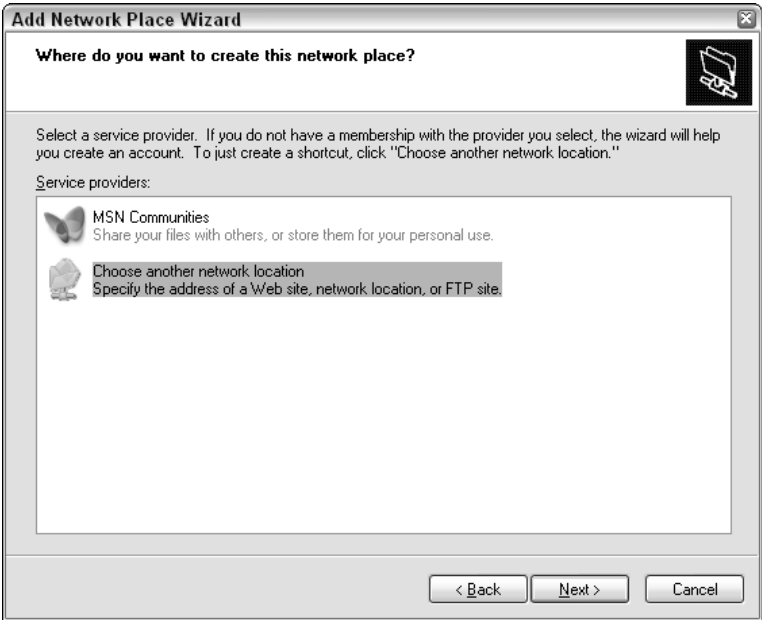 Add Network Place Wizard
Where do you want to create this network place?
Select a service provider. If you do not have a membership with the provider you select, the wizard will help
you create an account. To just create a shortcut, click "Choose another network location."
Service providers:
MSN Communities
Share your files with others, or store them for your personal use.
Choose another network location
Specify the address of a Web site, network location, or FTP site.
< Back
Next >
Cancel